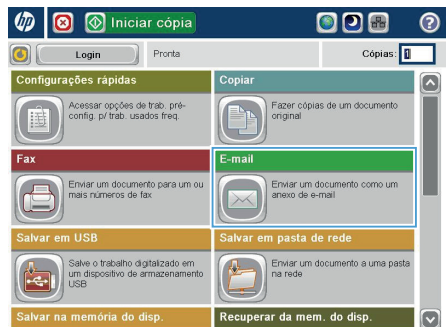 hp
Iniciar cópia
?
Login
Pronta
Cópias: 1
Configurações rápidas
Copiar
Acessar opções de trab. pré-
config. p/ trab. usados freq.
Fazer cópias de um documento
original
Fax
E-mail
Enviar um documento para um ou
mais números de fax
Enviar um documento como um
anexo de e-mail
Salvar em USB
Salvar em pasta de rede
Salve o trabalho digitalizado em
um dispositivo de armazenamento
USB
Enviar um documento a uma pasta
na rede
Salvar na memória do disp.
Recuperar da mem. do disp.